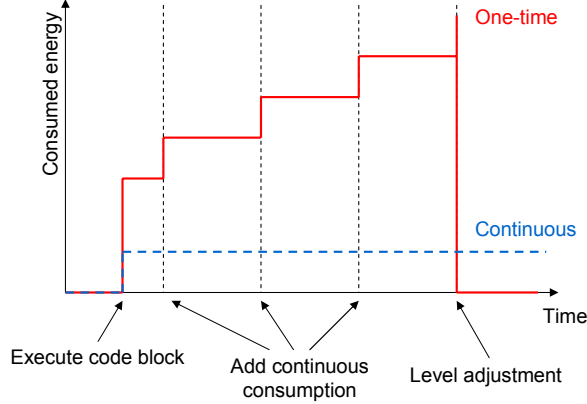 Consumed energy
One-time
Continuous
Time
Execute code block
Add continuous
consumption
Level adjustment